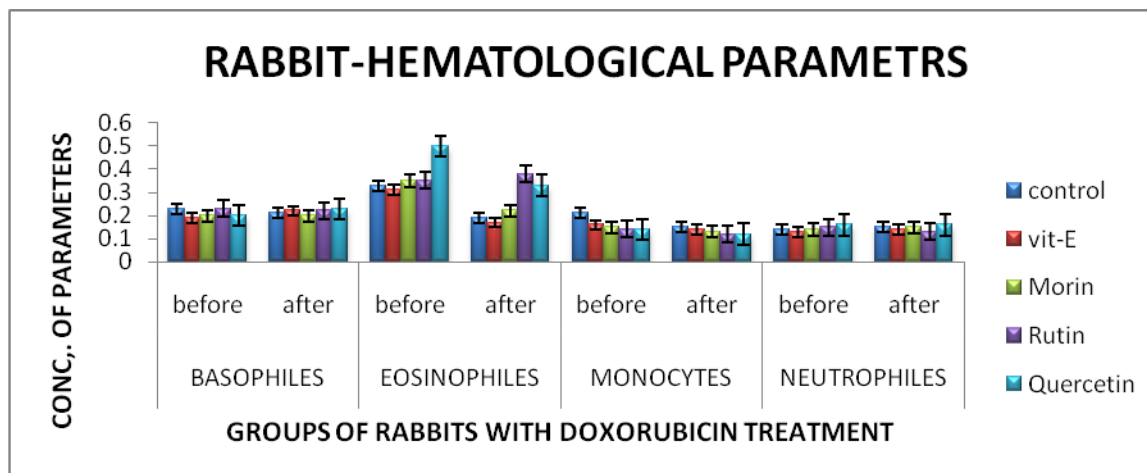 RABBIT-HEMATOLOGICAL PARAMETRS
CONC,. OF PARAMETERS
0.6
0.5
0.4
0.3
0.2
0.1
0
before after before after before after before after
BASOPHILES EOSINOPHILES MONOCYTES NEUTROPHILES
GROUPS OF RABBITS WITH DOXORUBICIN TREATMENT
control
vit-E
Morin
Rutin
Quercetin